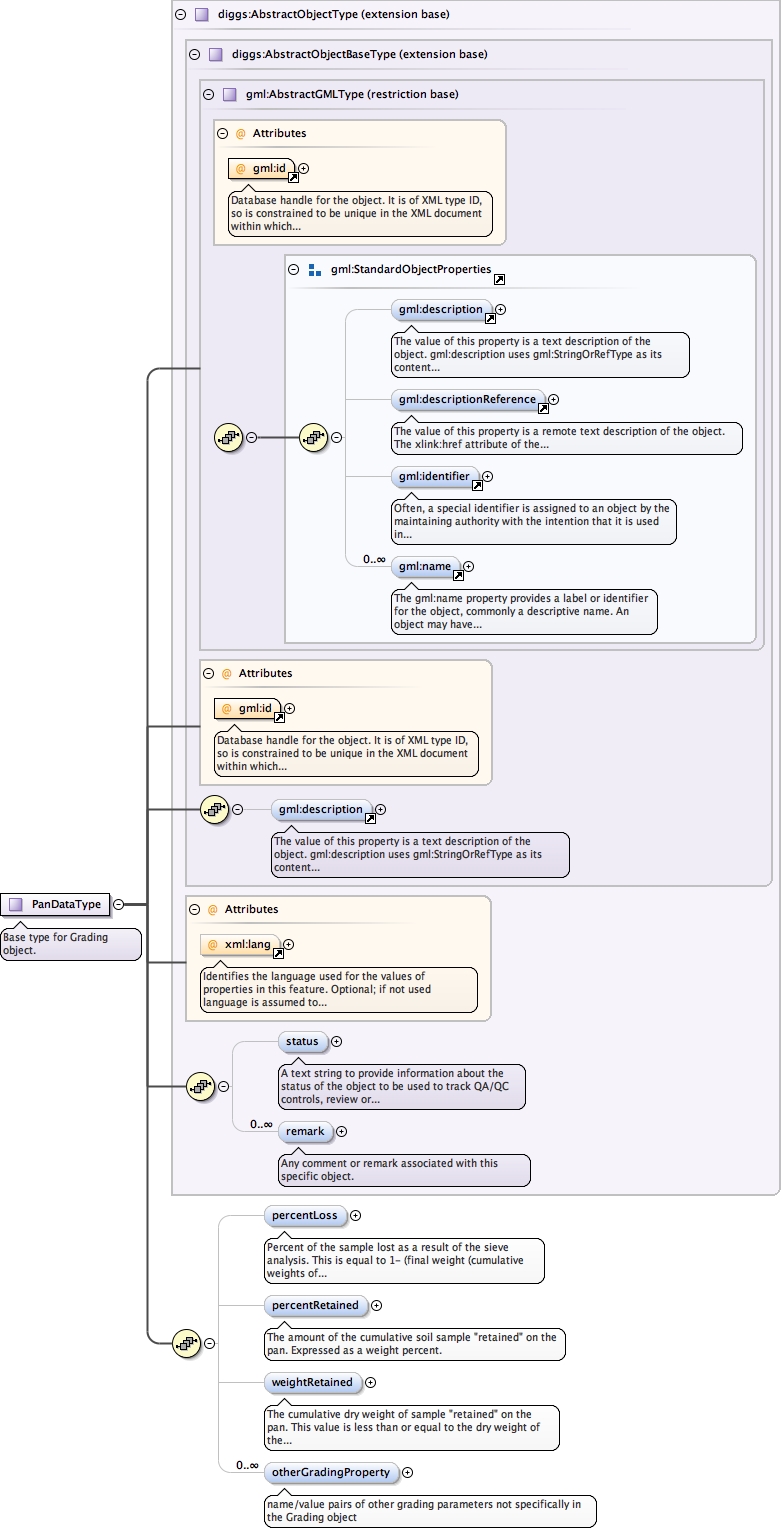 diggs:AbstractObjectType (extension base)
diggs:AbstractObjectBaseType (extension base)
gml:AbstractGMLType (restriction base)
@ Attributes
@ gml:id
Database handle for the object. It is of XML type ID,
so is constrained to be unique in the XML document
within which...
gml:StandardObjectProperties
gml:description
The value of this property is a text description of the
object. gml:description uses gml:StringOrRefType as its
content...
gml:descriptionReference
The value of this property is a remote text description of the object.
The xlink:href attribute of the...
gml:identifier
Often, a special identifier is assigned to an object by the
maintaining authority with the intention that it is used
in...
0..∞
gml:name
The gml:name property provides a label or identifier
for the object, commonly a descriptive name. An
object may have...
@ Attributes
@ gml:id
Database handle for the object. It is of XML type ID,
so is constrained to be unique in the XML document
within which...
gml:description
The value of this property is a text description of the
object. gml:description uses gml:StringOrRefType as its
content...
PanDataType
Base type for Grading
object.
@ Attributes
@ xml:lang
Identifies the language used for the values of
properties in this feature. Optional; if not used
language is assumed to...
status
A text string to provide information about the
status of the object to be used to track QA/QC
controls, review or...
0..∞
remark
Any comment or remark associated with this
specific object.
percentLoss
Percent of the sample lost as a result of the sieve
analysis. This is equal to 1- (final weight (cumulative
weights of...
percentRetained
The amount of the cumulative soil sample "retained" on the
pan. Expressed as a weight percent.
weightRetained
The cumulative dry weight of sample "retained" on the
pan. This value is less than or equal to the dry weight of
the...
0..∞
otherGradingProperty
name/value pairs of other grading parameters not specifically in
the Grading object